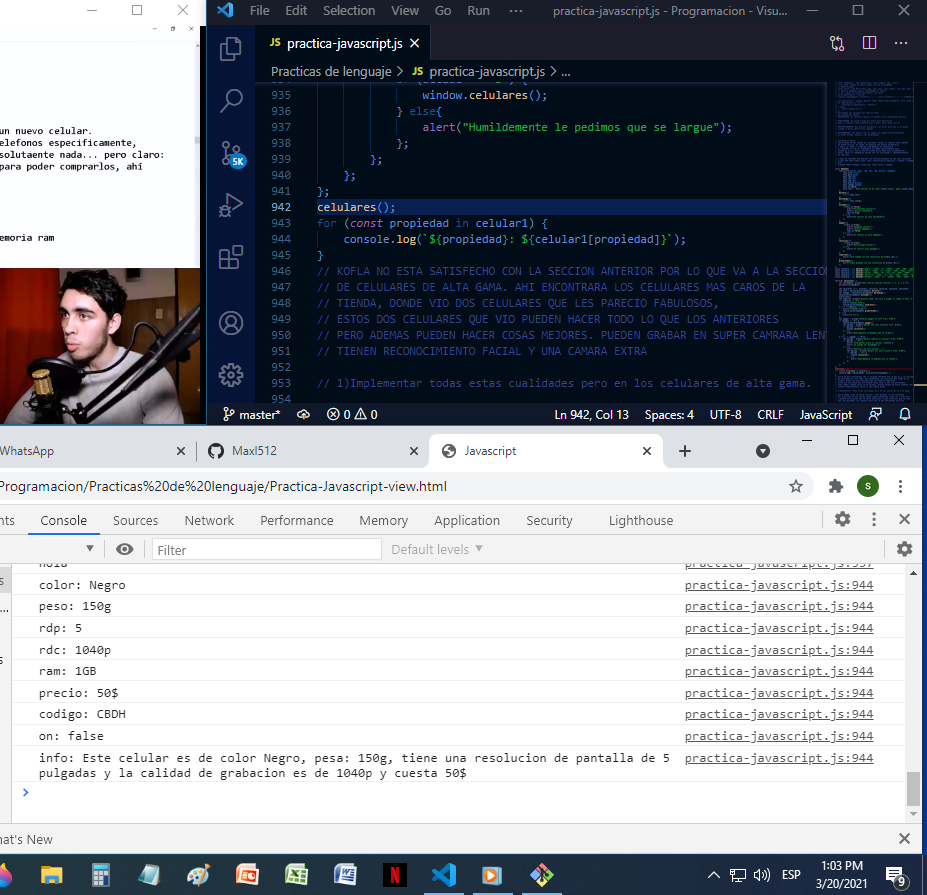 File Edit Selection View Go Run ··· practica-javascript.js - Programacion - Visu...
JS practica-javascript.js
Practicas de lenguaje > JS practica-javascript.js > ...
un nuevo celular.
elefonos especificamente,
solutaente nada... pero claro:
para poder comprarlos, ahí
emoria ram
935 window.celulares();
936 } else{
937 alert("Humildemente le pedimos que se largue");
938 };
939 };
940 };
941 };
942 celulares();
943 for (const propiedad in celular1) {
944 console.log(`${propiedad}: ${celular1[propiedad]}`);
945 }
946 // KOFLA NO ESTA SATISFECHO CON LA SECCION ANTERIOR POR LO QUE VA A LA SECCION
947 // DE CELULARES DE ALTA GAMA. AHI ENCONTRARA LOS CELULARES MAS CAROS DE LA
948 // TIENDA, DONDE VIO DOS CELULARES QUE LES PARECIO FABULOSOS,
949 // ESTOS DOS CELULARES QUE VIO PUEDEN HACER TODO LO QUE LOS ANTERIORES
950 // PERO ADEMAS PUEDEN HACER COSAS MEJORES. PUEDEN GRABAR EN SUPER CAMRARA LEN
951 // TIENEN RECONOCIMIENTO FACIAL Y UNA CAMARA EXTRA
952
953 // 1)Implementar todas estas cualidades pero en los celulares de alta gama.
954
5K
master* 0 0 Ln 942, Col 13 Spaces: 4 UTF-8 CRLF JavaScript
WhatsApp Maxl512 Javascript
Programacion/Practicas%20de%20lenguaje/Practica-Javascript-view.html S
nts Console Sources Network Performance Memory Application Security Lighthouse
Filter Default levels
hola practica-javascript.js:937
color: Negro practica-javascript.js:944
peso: 150g practica-javascript.js:944
rdp: 5 practica-javascript.js:944
rdc: 1040p practica-javascript.js:944
ram: 1GB practica-javascript.js:944
precio: 50$ practica-javascript.js:944
codigo: CBDH practica-javascript.js:944
on: false practica-javascript.js:944
info: Este celular es de color Negro, pesa: 150g, tiene una resolucion de pantalla de 5 practica-javascript.js:944
pulgadas y la calidad de grabacion es de 1040p y cuesta 50$
hat's New
ESP
1:03 PM
3/20/2021
9